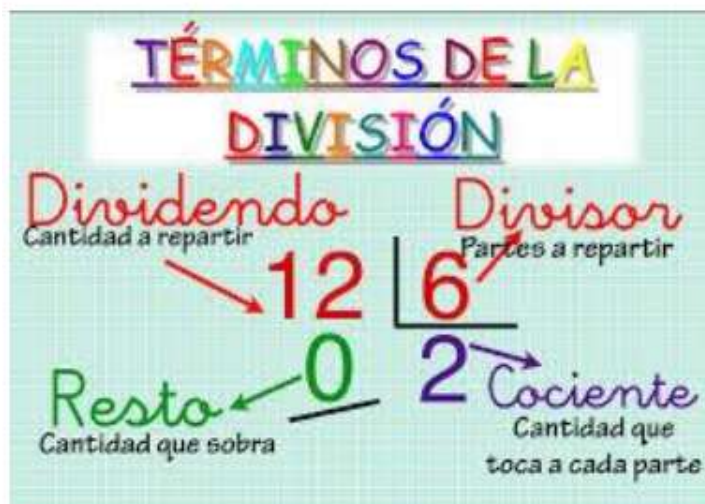 TÉRMINOS DE LA
DIVISIÓN
Dividendo
Cantidad a repartir
Divisor
Partes a repartir
12 6
0 2
Resto
Cantidad que sobra
Cociente
Cantidad que
toca a cada parte